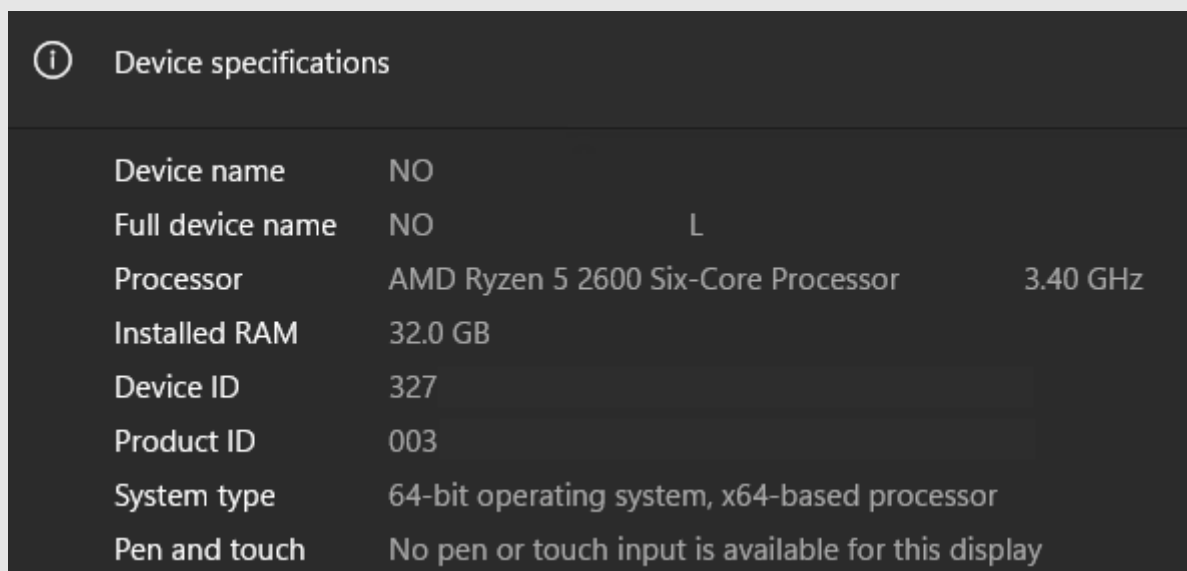 Device specifications
Device name NO
Full device name NO L
Processor AMD Ryzen 5 2600 Six-Core Processor 3.40 GHz
Installed RAM 32.0 GB
Device ID 327
Product ID 003
System type 64-bit operating system, x64-based processor
Pen and touch No pen or touch input is available for this display